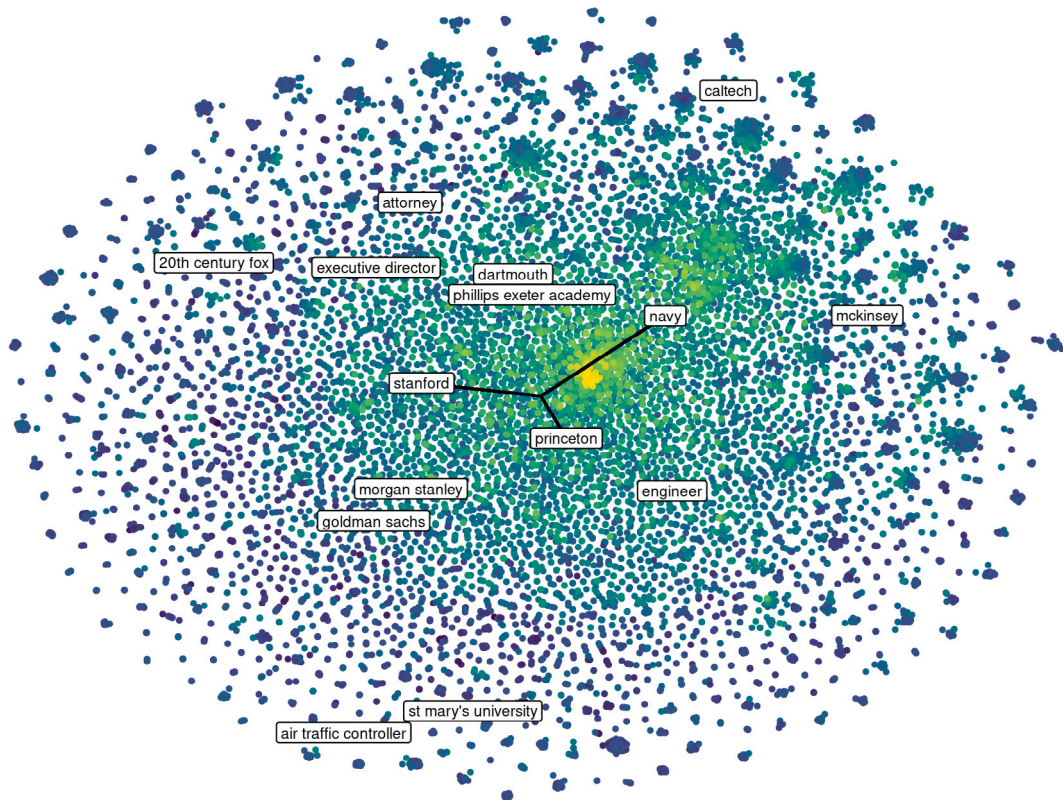 caltech
attorney
20th century fox
executive director
dartmouth
phillips exeter academy
navy
mckinsey
stanford
princeton
morgan stanley
engineer
goldman sachs
st mary's university
air traffic controller